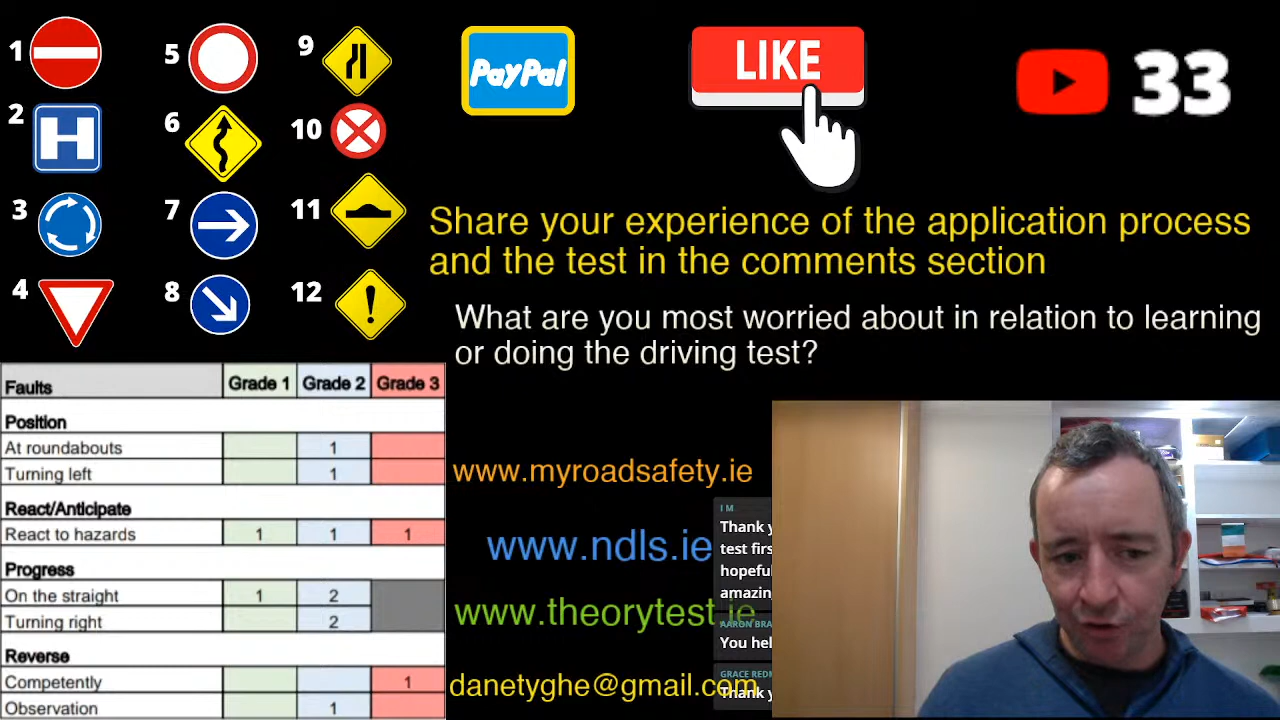 1
5
9
PayPal
LIKE
33
2
H
6
10
3
7
11
4
8
12
Share your experience of the application process
and the test in the comments section
What are you most worried about in relation to learning
or doing the driving test?
Faults Grade 1 Grade 2 Grade 3
Position
At roundabouts 1
Turning left 1
React/Anticipate
React to hazards 1 1 1
Progress
On the straight 1 2
Turning right 2
Reverse
Competently 1
Observation 1
www.myroadsafety.ie
www.ndls.ie
www.theorytest.ie
danetyghe@gmail.com
I M
Thank
test
amazin
AARON
You
GRACE
Thank